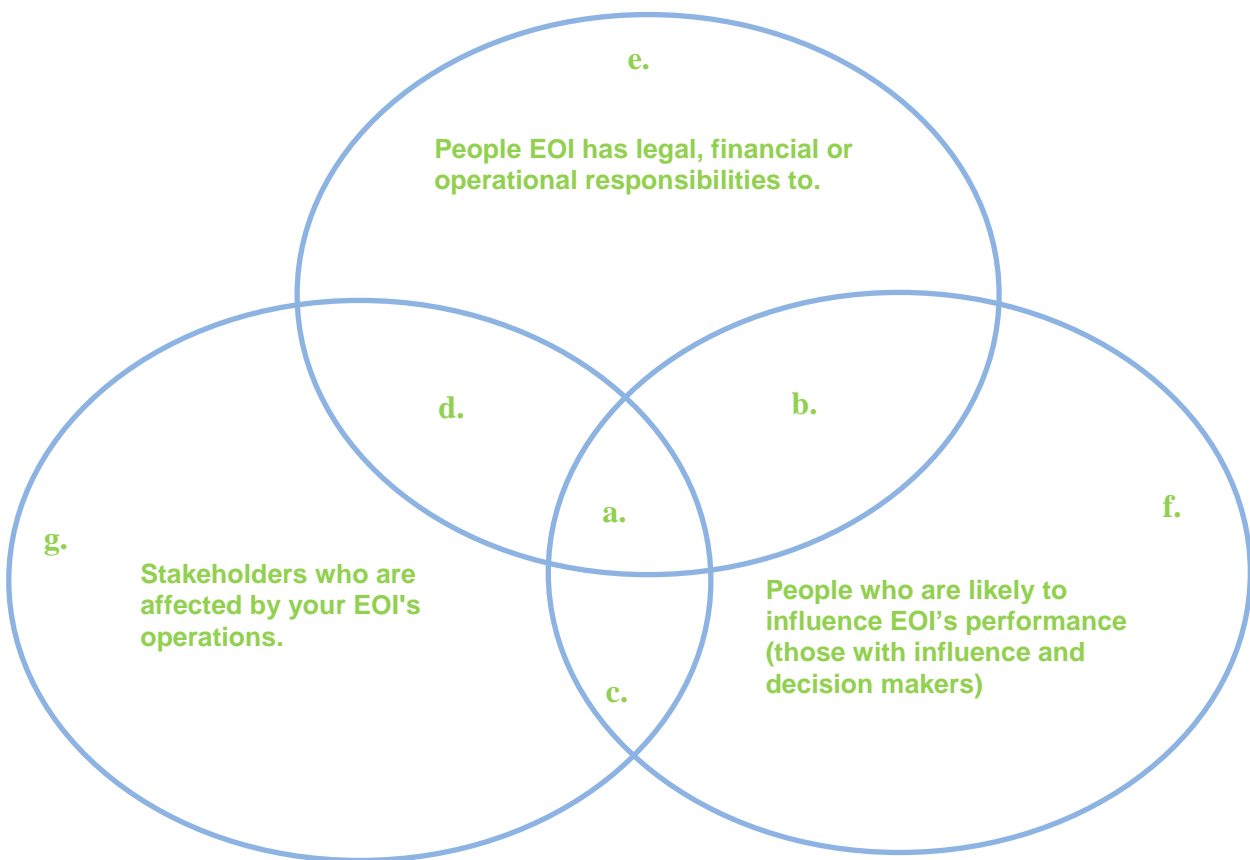 e.
People EOI has legal, financial or
operational responsibilities to.
d.
b.
a.
f.
g.
Stakeholders who are
affected by your EOI's
operations.
People who are likely to
influence EOI’s performance
(those with influence and
decision makers)
c.